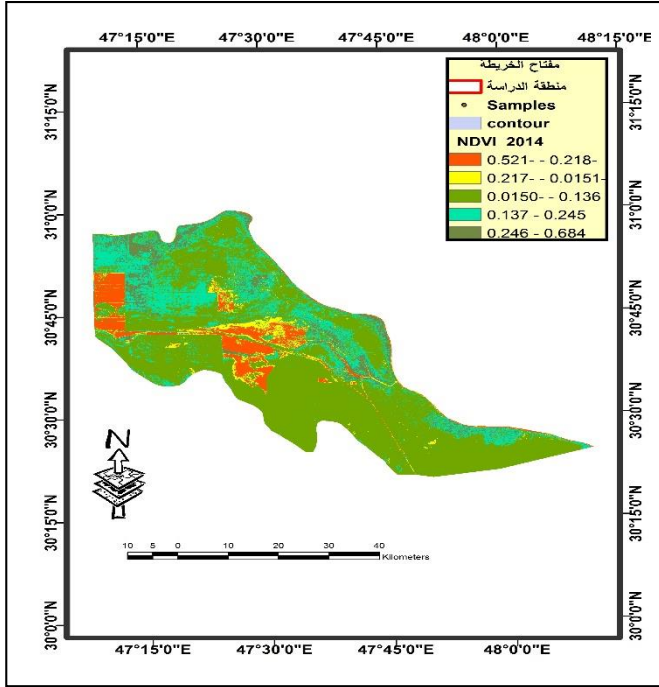 47°15'0"E 47°30'0"E 47°45'0"E 48°0'0"E 48°15'0"E
مفتاح الخريطة
منطقة الدراسة
Samples
contour
NDVI 2014
0.521- - 0.218-
0.217- - 0.0151-
0.0150- - 0.136
0.137 - 0.245
0.246 - 0.684
31°15'0"N 31°15'0"N
31°0'0"N 31°0'0"N
30°45'0"N 30°45'0"N
30°30'0"N 30°30'0"N
N
30°15'0"N 30°15'0"N
10 5 0 10 20 30 40
Kilometers
30°0'0"N 30°0'0"N
47°15'0"E 47°30'0"E 47°45'0"E 48°0'0"E